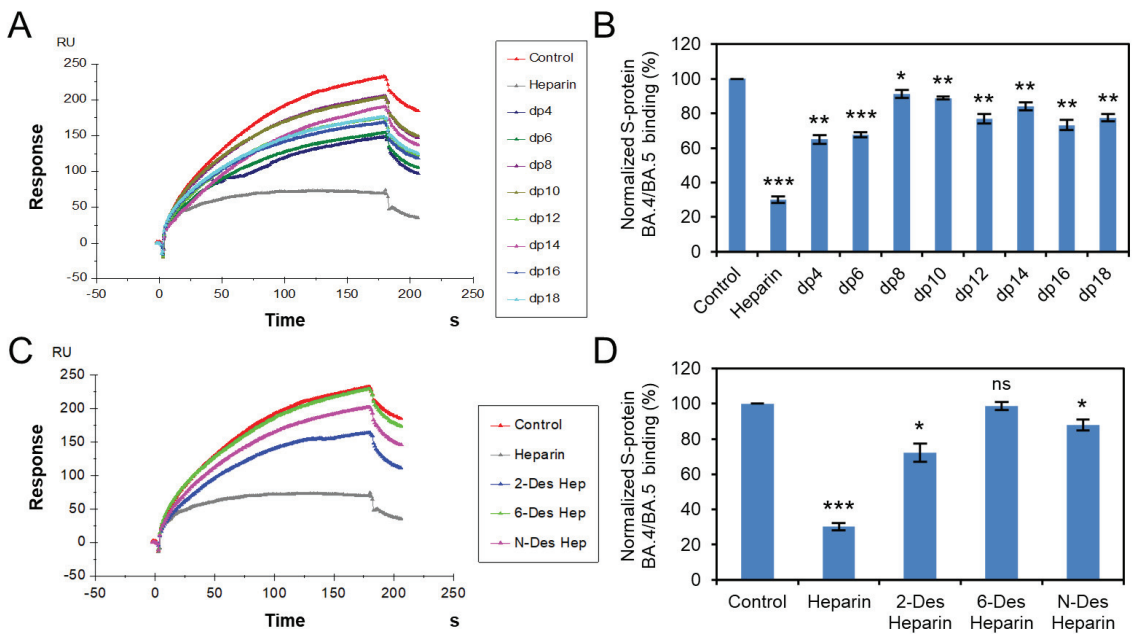 A
RU
Response
250
200
150
100
50
0
-50
-50
0
50
100
150
200
250
Time
s
Control
Heparin
dp4
dp6
dp8
dp10
dp12
dp14
dp16
dp18
B
Normalized S-protein
BA.4/BA.5 binding (%)
120
100
80
60
40
20
0
***
**
***
*
**
**
**
**
**
Control
Heparin
dp4
dp6
dp8
dp10
dp12
dp14
dp16
dp18
C
RU
Response
250
200
150
100
50
0
-50
-50
0
50
100
150
200
250
Time
s
Control
Heparin
2-Des Hep
6-Des Hep
N-Des Hep
D
Normalized S-protein
BA.4/BA.5 binding (%)
120
100
80
60
40
20
0
***
*
ns
*
Control
Heparin
2-Des
Heparin
6-Des
Heparin
N-Des
Heparin